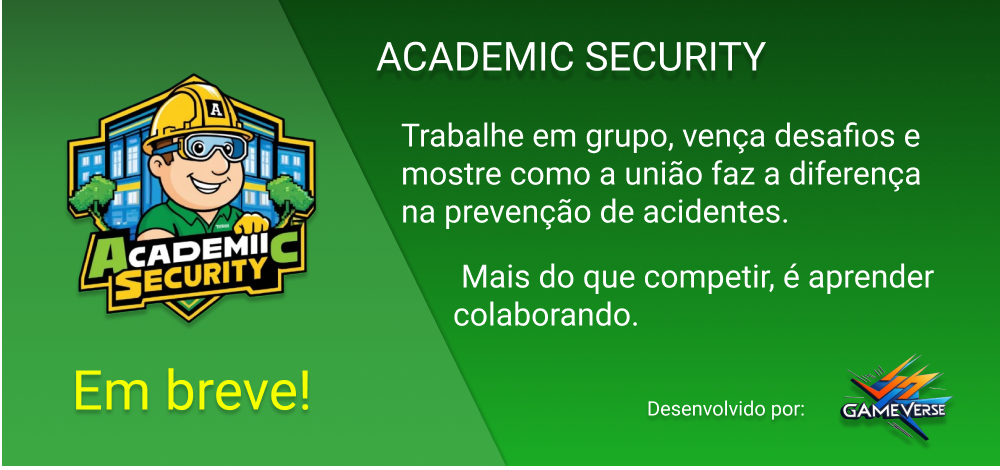 ACADEMIC SECURITY
Trabalhe em grupo, vença desafios e
mostre como a união faz a diferença
na prevenção de acidentes.
Mais do que competir, é aprender
colaborando.
A
ACADEMIIC
SECURITY
Em breve!
Desenvolvido por:
GAMEVERSE